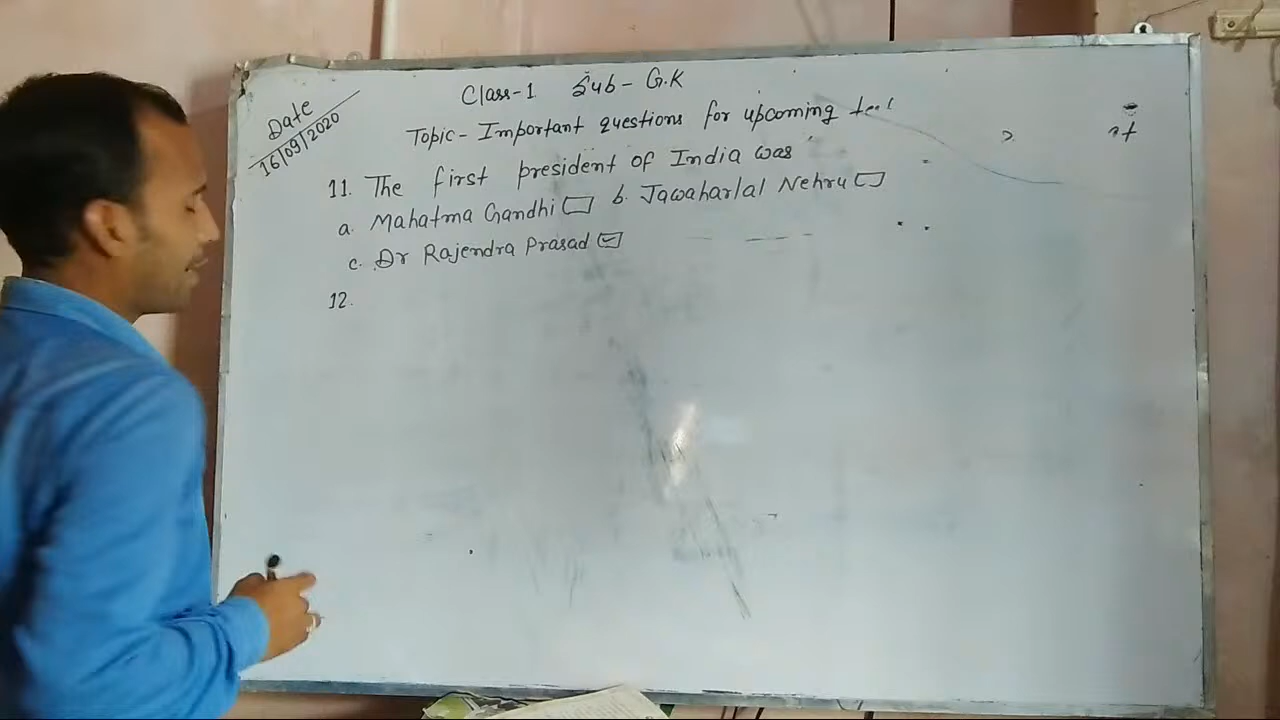 Date
16/09/2020
Class-1 Sub- G.K
Topic- Important questions for upcoming
11. The first president of India was
a. Mahatma Gandhi b. Jawaharlal Nehru
c. Dr Rajendra Prasad
12.